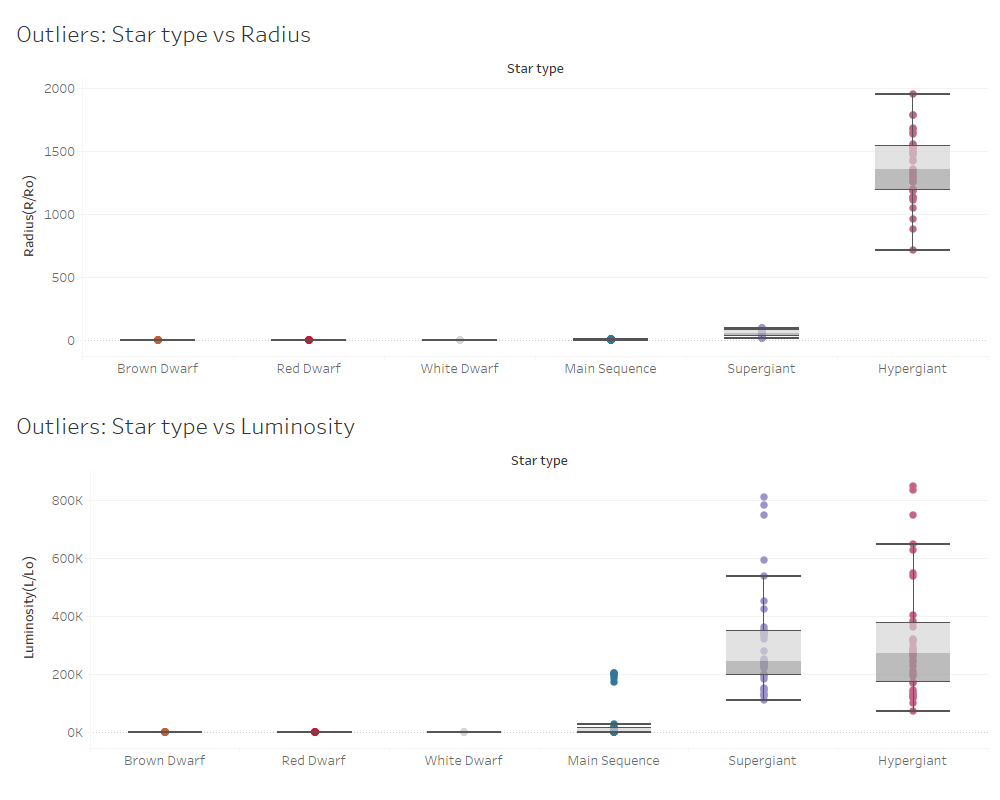 Outliers: Star type vs Radius
Star type
2000
1500
1000
500
0
Radius(R/Ro)
Brown Dwarf Red Dwarf White Dwarf Main Sequence Supergiant Hypergiant
Outliers: Star type vs Luminosity
Star type
800K
600K
400K
200K
0K
Luminosity(L/Lo)
Brown Dwarf Red Dwarf White Dwarf Main Sequence Supergiant Hypergiant